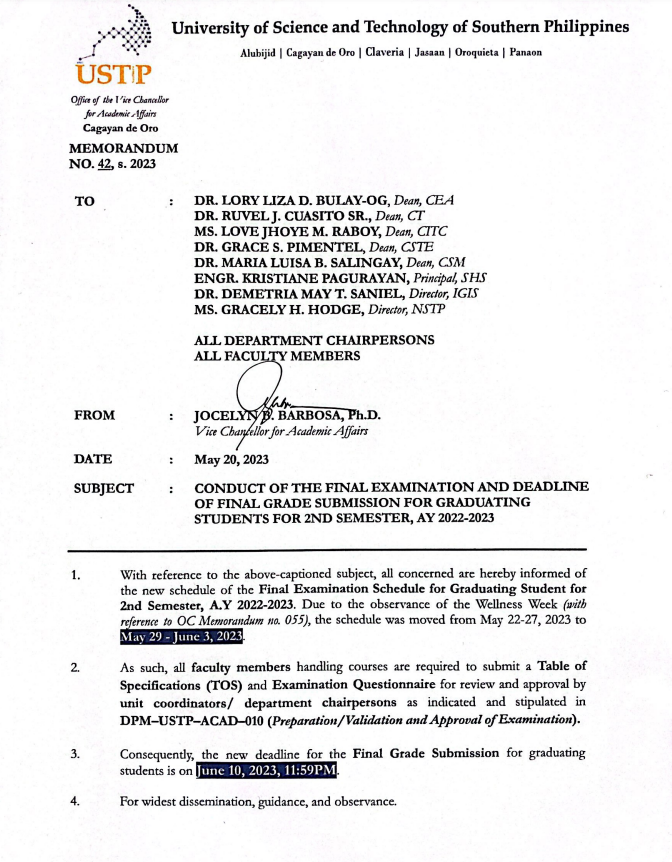 University of Science and Technology of Southern Philippines
Alubijid | Cagayan de Oro | Claveria | Jasaan | Oroquieta | Panaon
USTP
Office of the Vice Chancellor
for Academic Affairs
Cagayan de Oro
MEMORANDUM
NO. 42, s. 2023
TO : DR. LORY LIZA D. BULAY-OG, Dean, CEA
DR. RUVEL J. CUASITO SR., Dean, CT
MS. LOVE JHOYE M. RABOY, Dean, CITC
DR. GRACE S. PIMENTEL, Dean, CSTE
DR. MARIA LUISA B. SALINGAY, Dean, CSM
ENGR. KRISTIANE PAGURAYAN, Principal, SHS
DR. DEMETRIA MAY T. SANIEL, Director, IGIS
MS. GRACELY H. HODGE, Director, NSTP
ALL DEPARTMENT CHAIRPERSONS
ALL FACULTY MEMBERS
FROM : JOCELYN B. BARBOSA, Ph.D.
Vice Chancellor for Academic Affairs
DATE : May 20, 2023
SUBJECT : CONDUCT OF THE FINAL EXAMINATION AND DEADLINE
OF FINAL GRADE SUBMISSION FOR GRADUATING
STUDENTS FOR 2ND SEMESTER, AY 2022-2023
1. With reference to the above-captioned subject, all concerned are hereby informed of
the new schedule of the Final Examination Schedule for Graduating Student for
2nd Semester, A.Y 2022-2023. Due to the observance of the Wellness Week (with
reference to OC Memorandum no. 055), the schedule was moved from May 22-27, 2023 to
May 29 - June 3, 2023.
2. As such, all faculty members handling courses are required to submit a Table of
Specifications (TOS) and Examination Questionnaire for review and approval by
unit coordinators/ department chairpersons as indicated and stipulated in
DPM–USTP–ACAD–010 (Preparation/Validation and Approval of Examination).
3. Consequently, the new deadline for the Final Grade Submission for graduating
students is on June 10, 2023, 11:59PM.
4. For widest dissemination, guidance, and observance.